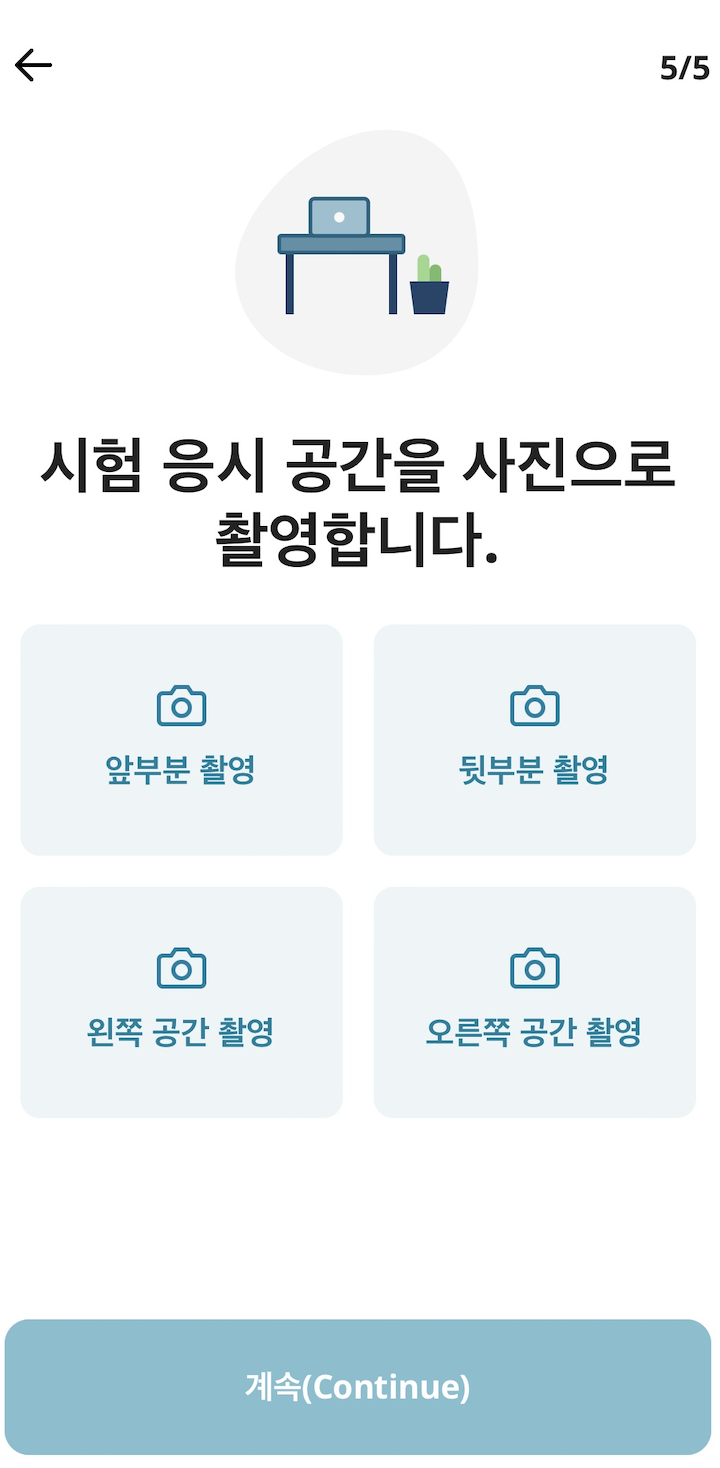 5/5
시험 응시 공간을 사진으로
촬영합니다.
앞부분 촬영
뒷부분 촬영
왼쪽 공간 촬영
오른쪽 공간 촬영
계속(Continue)